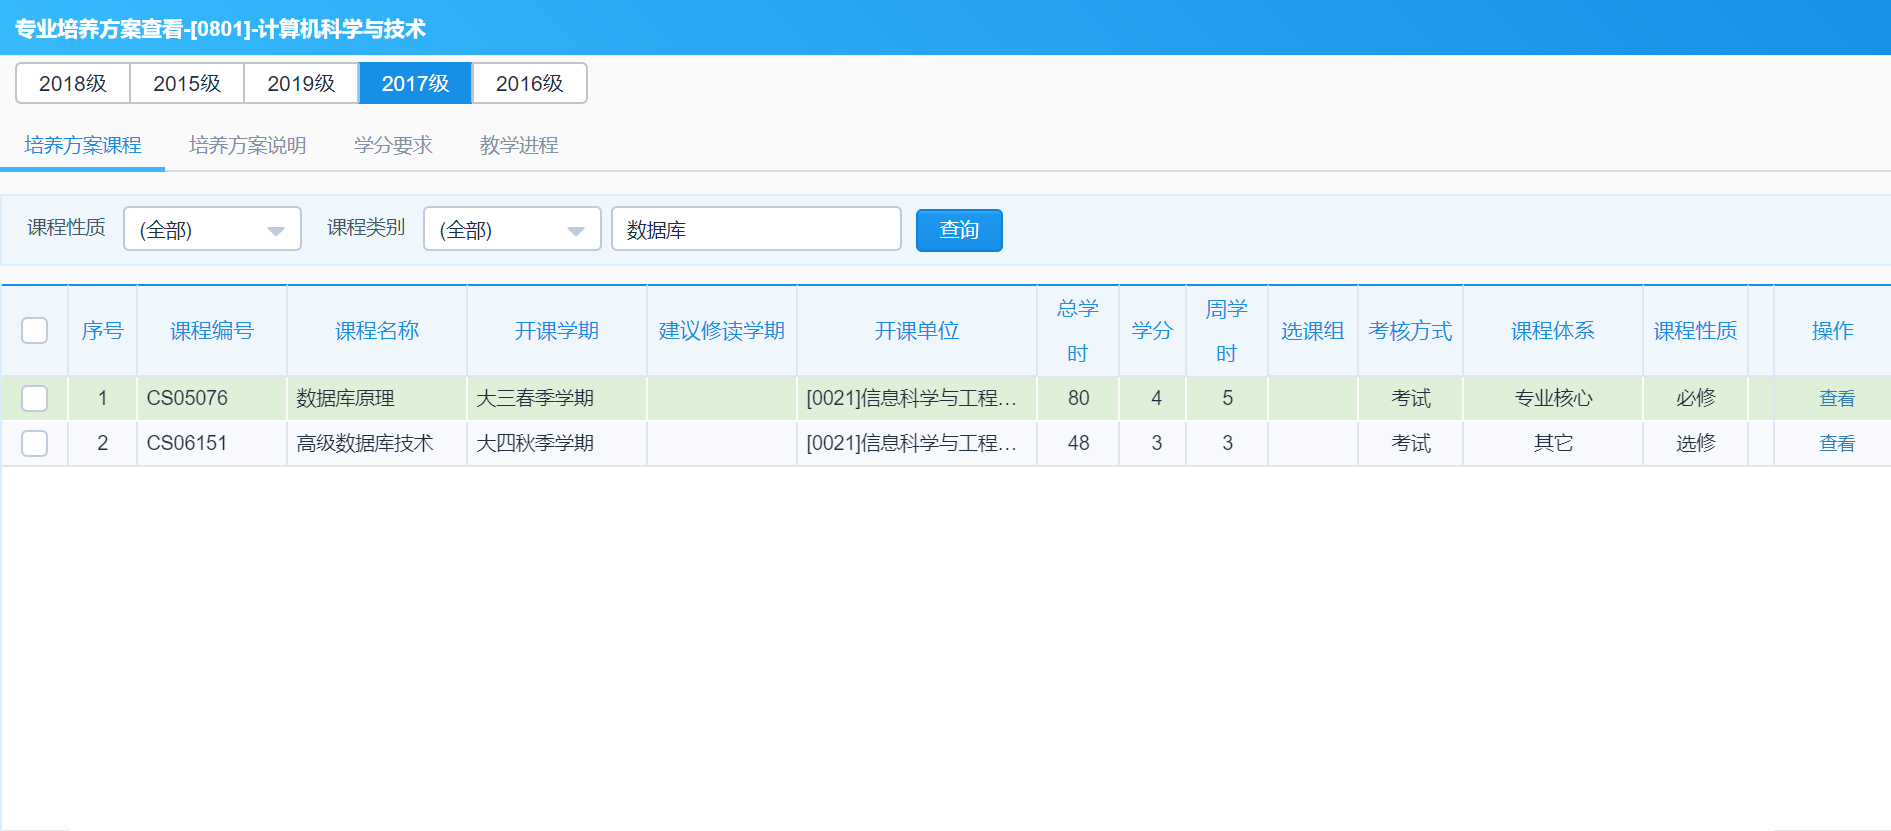 专业培养方案查看-[0801]-计算机科学与技术
2018级 2015级 2019级 2017级 2016级
培养方案课程 培养方案说明 学分要求 教学进程
课程性质 (全部) 课程类别 (全部) 数据库 查询
序号 课程编号 课程名称 开课学期 建议修读学期 开课单位 总学时 学分 周学时 选课组 考核方式 课程体系 课程性质 操作
1 CS05076 数据库原理 大三春季学期 [0021]信息科学与工程... 80 4 5 考试 专业核心 必修 查看
2 CS06151 高级数据库技术 大四秋季学期 [0021]信息科学与工程... 48 3 3 考试 其它 选修 查看